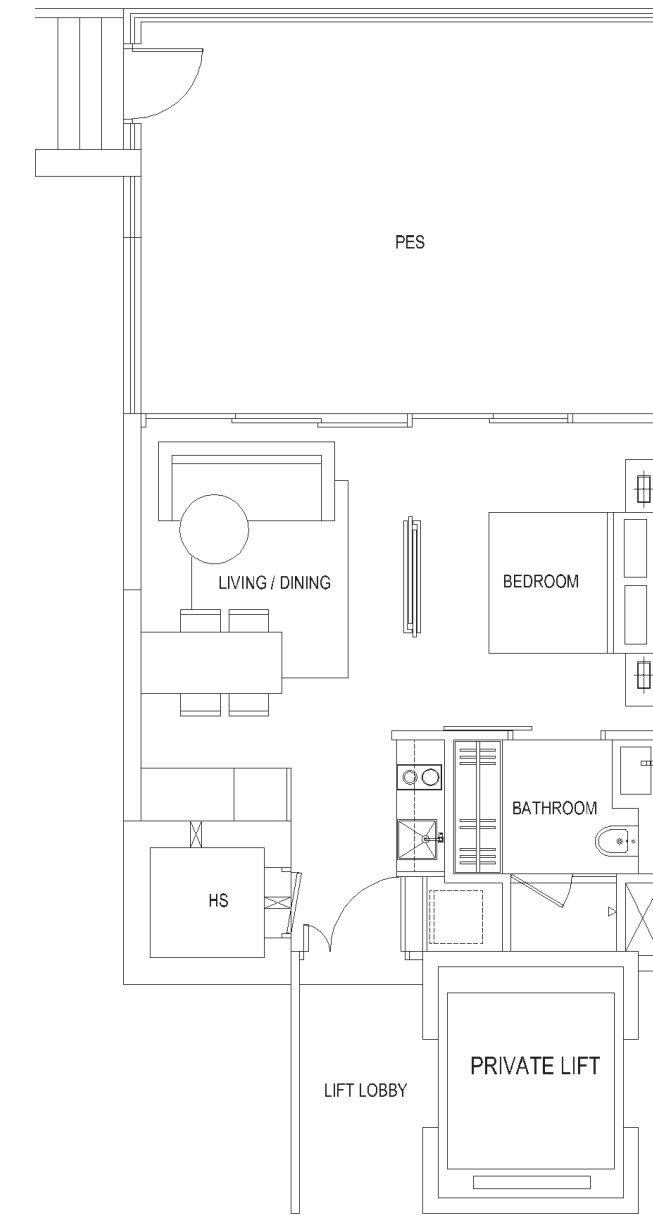 PES
LIVING / DINING
BEDROOM
BATHROOM
HS
PRIVATE LIFT
LIFT LOBBY